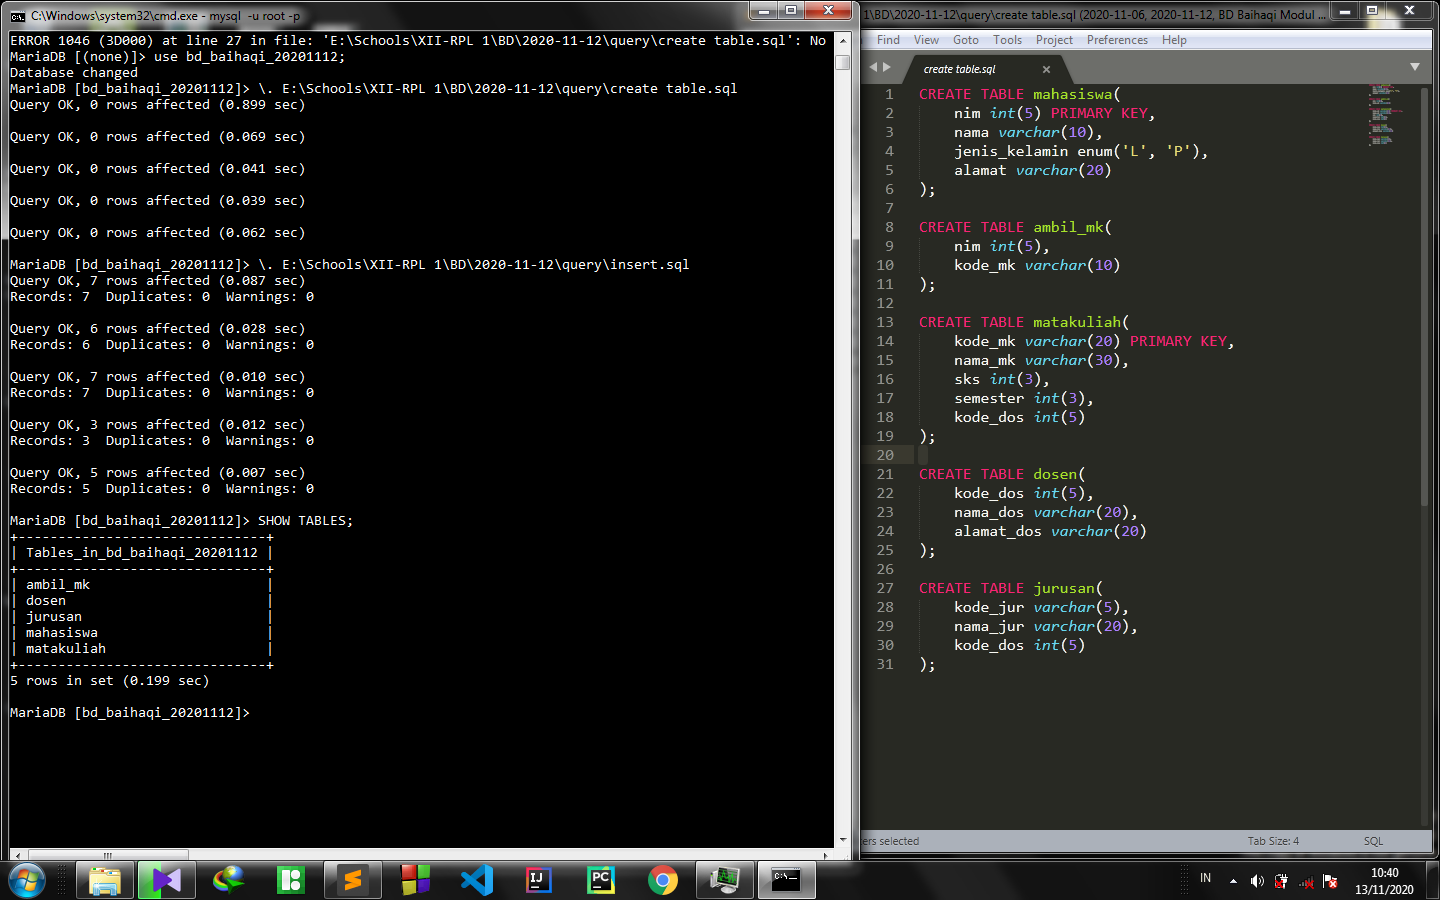 C:\Windows\system32\cmd.exe - mysql  -u root -p
ERROR 1046 (3D000) at line 27 in file: 'E:\Schools\XII-RPL 1\BD\2020-11-12\query\create table.sql': No
MariaDB [(none)]> use bd_baihaqi_20201112;
Database changed
MariaDB [bd_baihaqi_20201112]> \. E:\Schools\XII-RPL 1\BD\2020-11-12\query\create table.sql
Query OK, 0 rows affected (0.899 sec)
Query OK, 0 rows affected (0.069 sec)
Query OK, 0 rows affected (0.041 sec)
Query OK, 0 rows affected (0.039 sec)
Query OK, 0 rows affected (0.062 sec)
MariaDB [bd_baihaqi_20201112]> \. E:\Schools\XII-RPL 1\BD\2020-11-12\query\insert.sql
Query OK, 7 rows affected (0.087 sec)
Records: 7  Duplicates: 0  Warnings: 0
Query OK, 6 rows affected (0.028 sec)
Records: 6  Duplicates: 0  Warnings: 0
Query OK, 7 rows affected (0.010 sec)
Records: 7  Duplicates: 0  Warnings: 0
Query OK, 3 rows affected (0.012 sec)
Records: 3  Duplicates: 0  Warnings: 0
Query OK, 5 rows affected (0.007 sec)
Records: 5  Duplicates: 0  Warnings: 0
MariaDB [bd_baihaqi_20201112]> SHOW TABLES;
+-------------------------------+
| Tables_in_bd_baihaqi_20201112 |
+-------------------------------+
| ambil_mk                      |
| dosen                         |
| jurusan                       |
| mahasiswa                     |
| matakuliah                    |
+-------------------------------+
5 rows in set (0.199 sec)
MariaDB [bd_baihaqi_20201112]>
1\BD\2020-11-12\query\create table.sql (2020-11-06, 2020-11-12, BD Baihaqi Modul ...
Find View Goto Tools Project Preferences Help
create table.sql
1 CREATE TABLE mahasiswa(
2     nim int(5) PRIMARY KEY,
3     nama varchar(10),
4     jenis_kelamin enum('L', 'P'),
5     alamat varchar(20)
6 );
7
8 CREATE TABLE ambil_mk(
9     nim int(5),
10     kode_mk varchar(10)
11 );
12
13 CREATE TABLE matakuliah(
14     kode_mk varchar(20) PRIMARY KEY,
15     nama_mk varchar(30),
16     sks int(3),
17     semester int(3),
18     kode_dos int(5)
19 );
20
21 CREATE TABLE dosen(
22     kode_dos int(5),
23     nama_dos varchar(20),
24     alamat_dos varchar(20)
25 );
26
27 CREATE TABLE jurusan(
28     kode_jur varchar(5),
29     nama_jur varchar(20),
30     kode_dos int(5)
31 );
ers selected Tab Size: 4 SQL
IJ
PC
C:\_
IN
10:40
13/11/2020